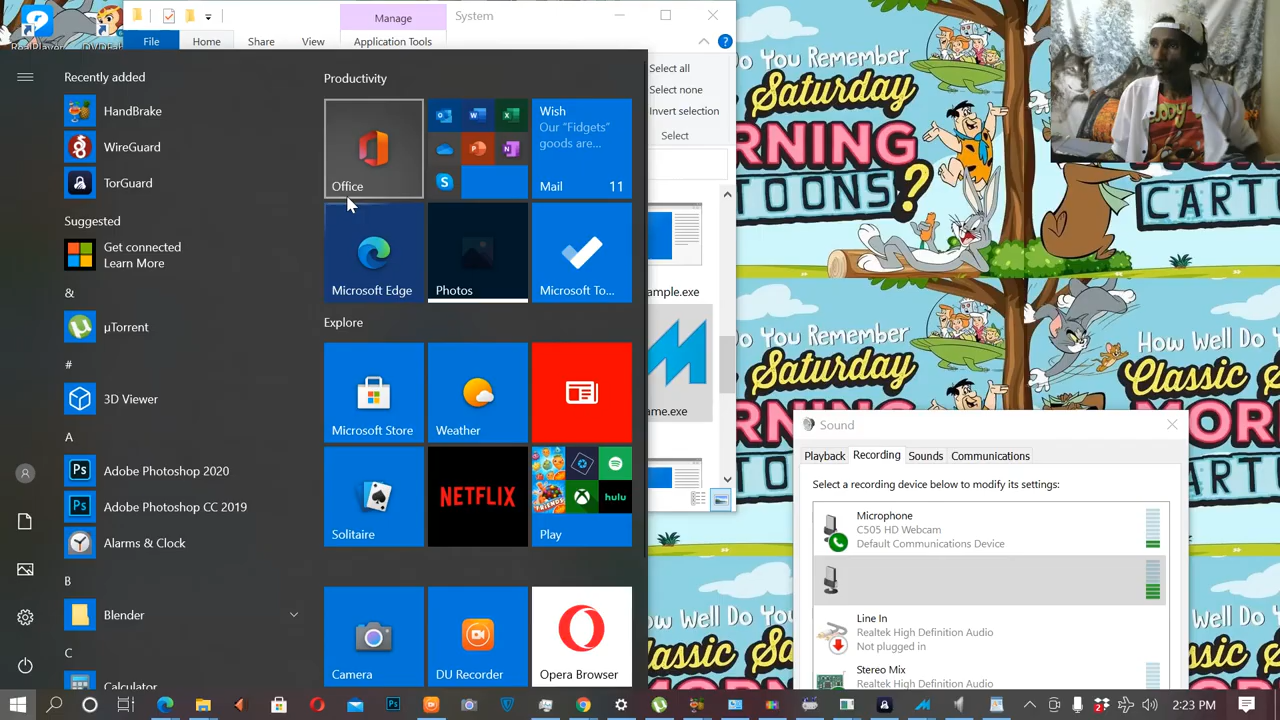 Manage
System
File
Home
Share
View
Application Tools
Select all
Select none
Invert selection
Select
ample.exe
ame.exe
Recently added
HandBrake
WireGuard
TorGuard
Suggested
Get connected
Learn More
&
µTorrent
#
3D Viewer
A
Adobe Photoshop 2020
Adobe Photoshop CC 2019
Alarms & Clock
B
Blender
C
Calculator
Productivity
Office
Wish
Our "Fidgets"
goods are...
Mail 11
Microsoft Edge
Photos
Microsoft To...
Explore
Microsoft Store
Weather
Solitaire
NETFLIX
hulu
Play
Camera
DU Recorder
Opera Browser
Do You Remember
Saturday
RNING
CARTOONS?
CART
Do You Remember
Saturday
How Well Do Y
Classic
Sound
Playback
Recording
Sounds
Communications
Select a recording device below to modify its settings:
Microphone
C505 HD Webcam
Default Communications Device
Line In
Realtek High Definition Audio
Not plugged in
Stereo Mix
Realtek High Definition Audio
2:23 PM